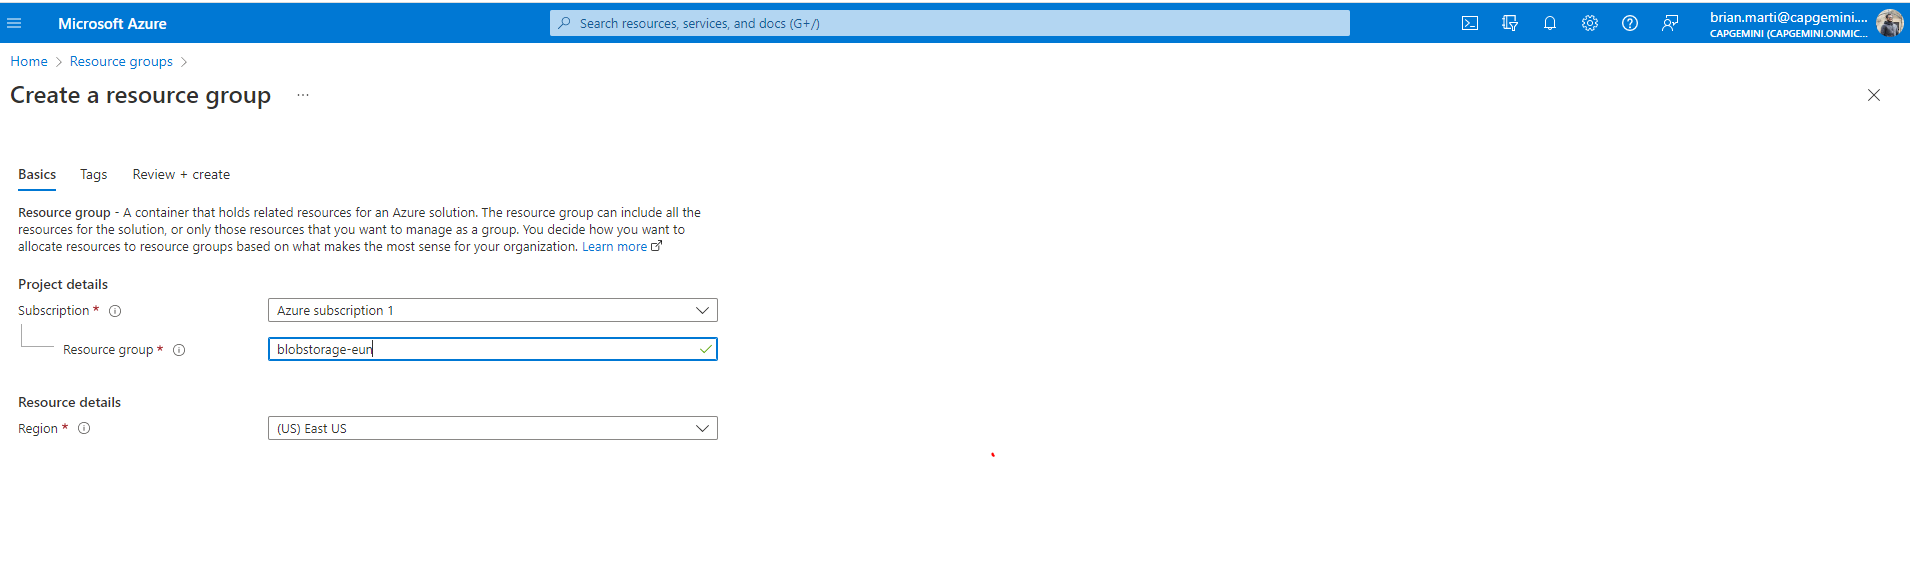 Microsoft Azure
Search resources, services, and docs (G+/)
brian.marti@capgemini....
CAPGEMINI (CAPGEMINI.ONMIC...
Home > Resource groups >
Create a resource group ...
Basics Tags Review + create
Resource group - A container that holds related resources for an Azure solution. The resource group can include all the
resources for the solution, or only those resources that you want to manage as a group. You decide how you want to
allocate resources to resource groups based on what makes the most sense for your organization. Learn more
Project details
Subscription * Azure subscription 1
Resource group * blobstorage-eun
Resource details
Region * (US) East US